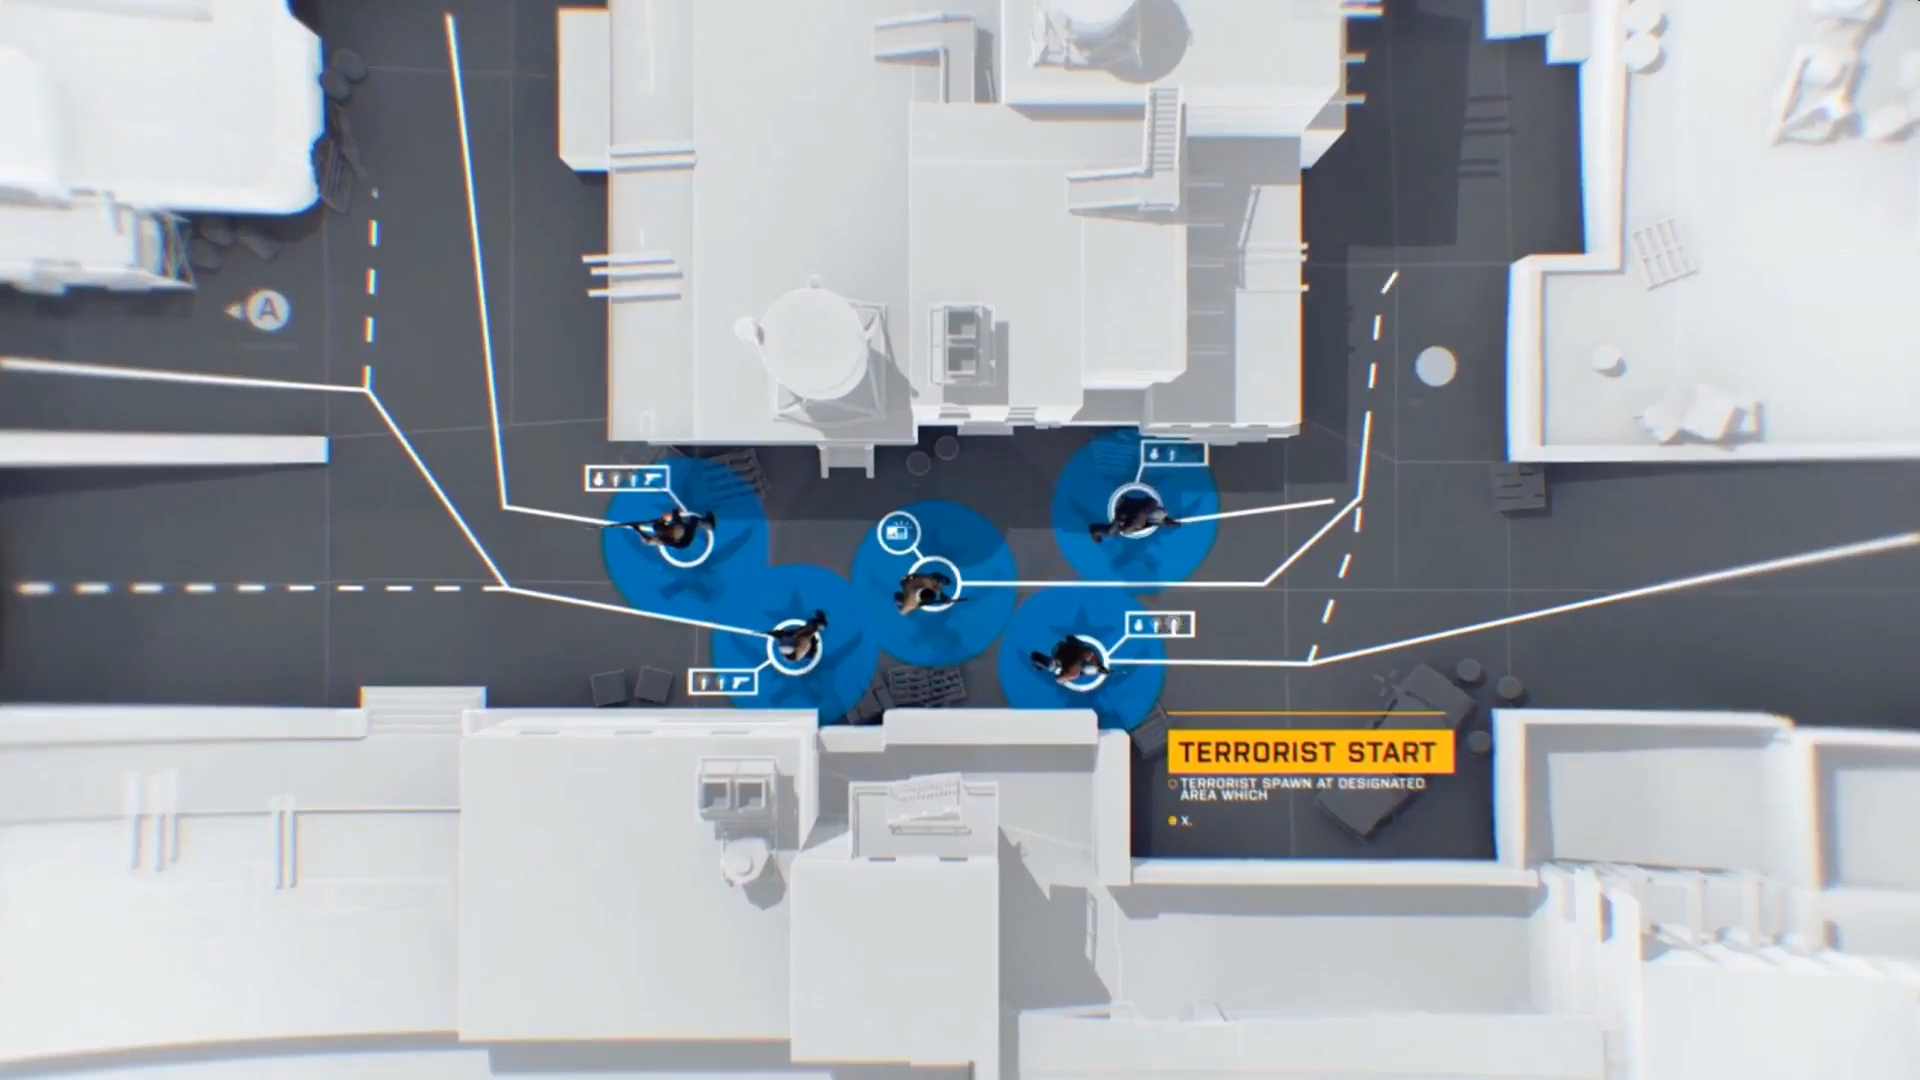 A
TERRORIST START
TERRORIST SPAWN AT DESIGNATED
AREA WHICH
X.